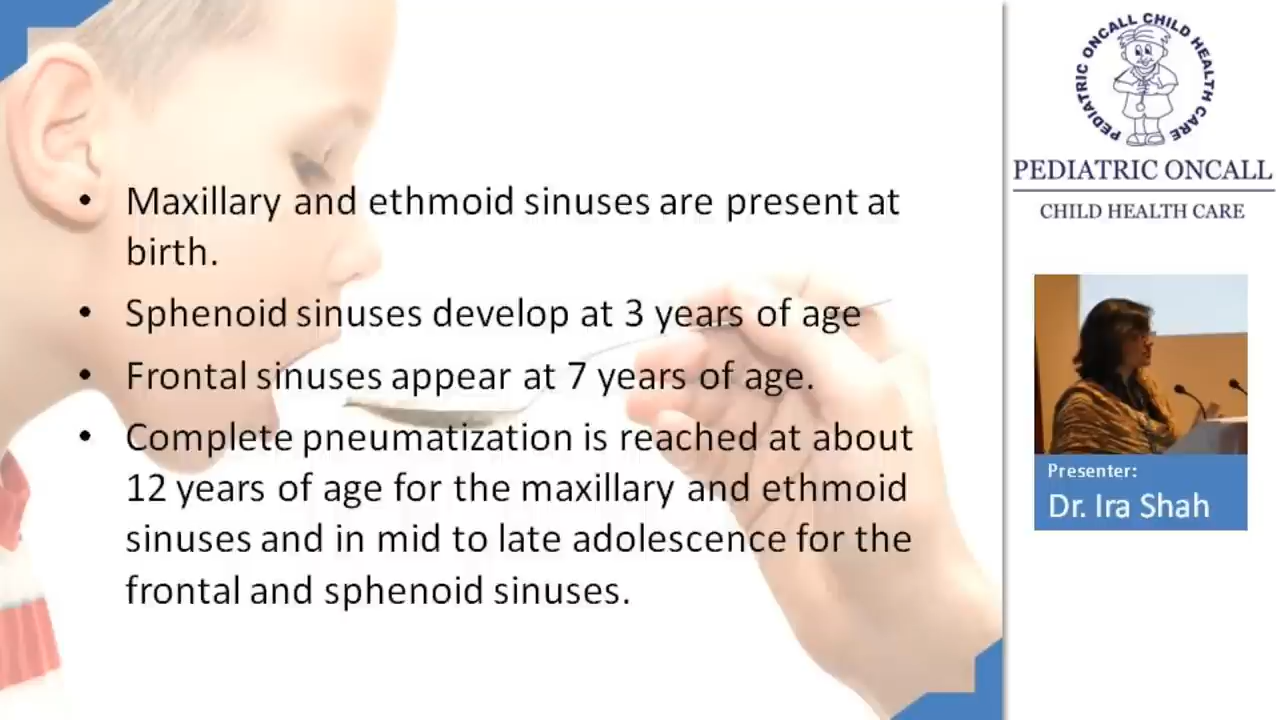 • Maxillary and ethmoid sinuses are present at
birth.
• Sphenoid sinuses develop at 3 years of age
• Frontal sinuses appear at 7 years of age.
• Complete pneumatization is reached at about
12 years of age for the maxillary and ethmoid
sinuses and in mid to late adolescence for the
frontal and sphenoid sinuses.
PEDIATRIC ONCALL CHILD HEALTH CARE
PEDIATRIC ONCALL
CHILD HEALTH CARE
Presenter:
Dr. Ira Shah